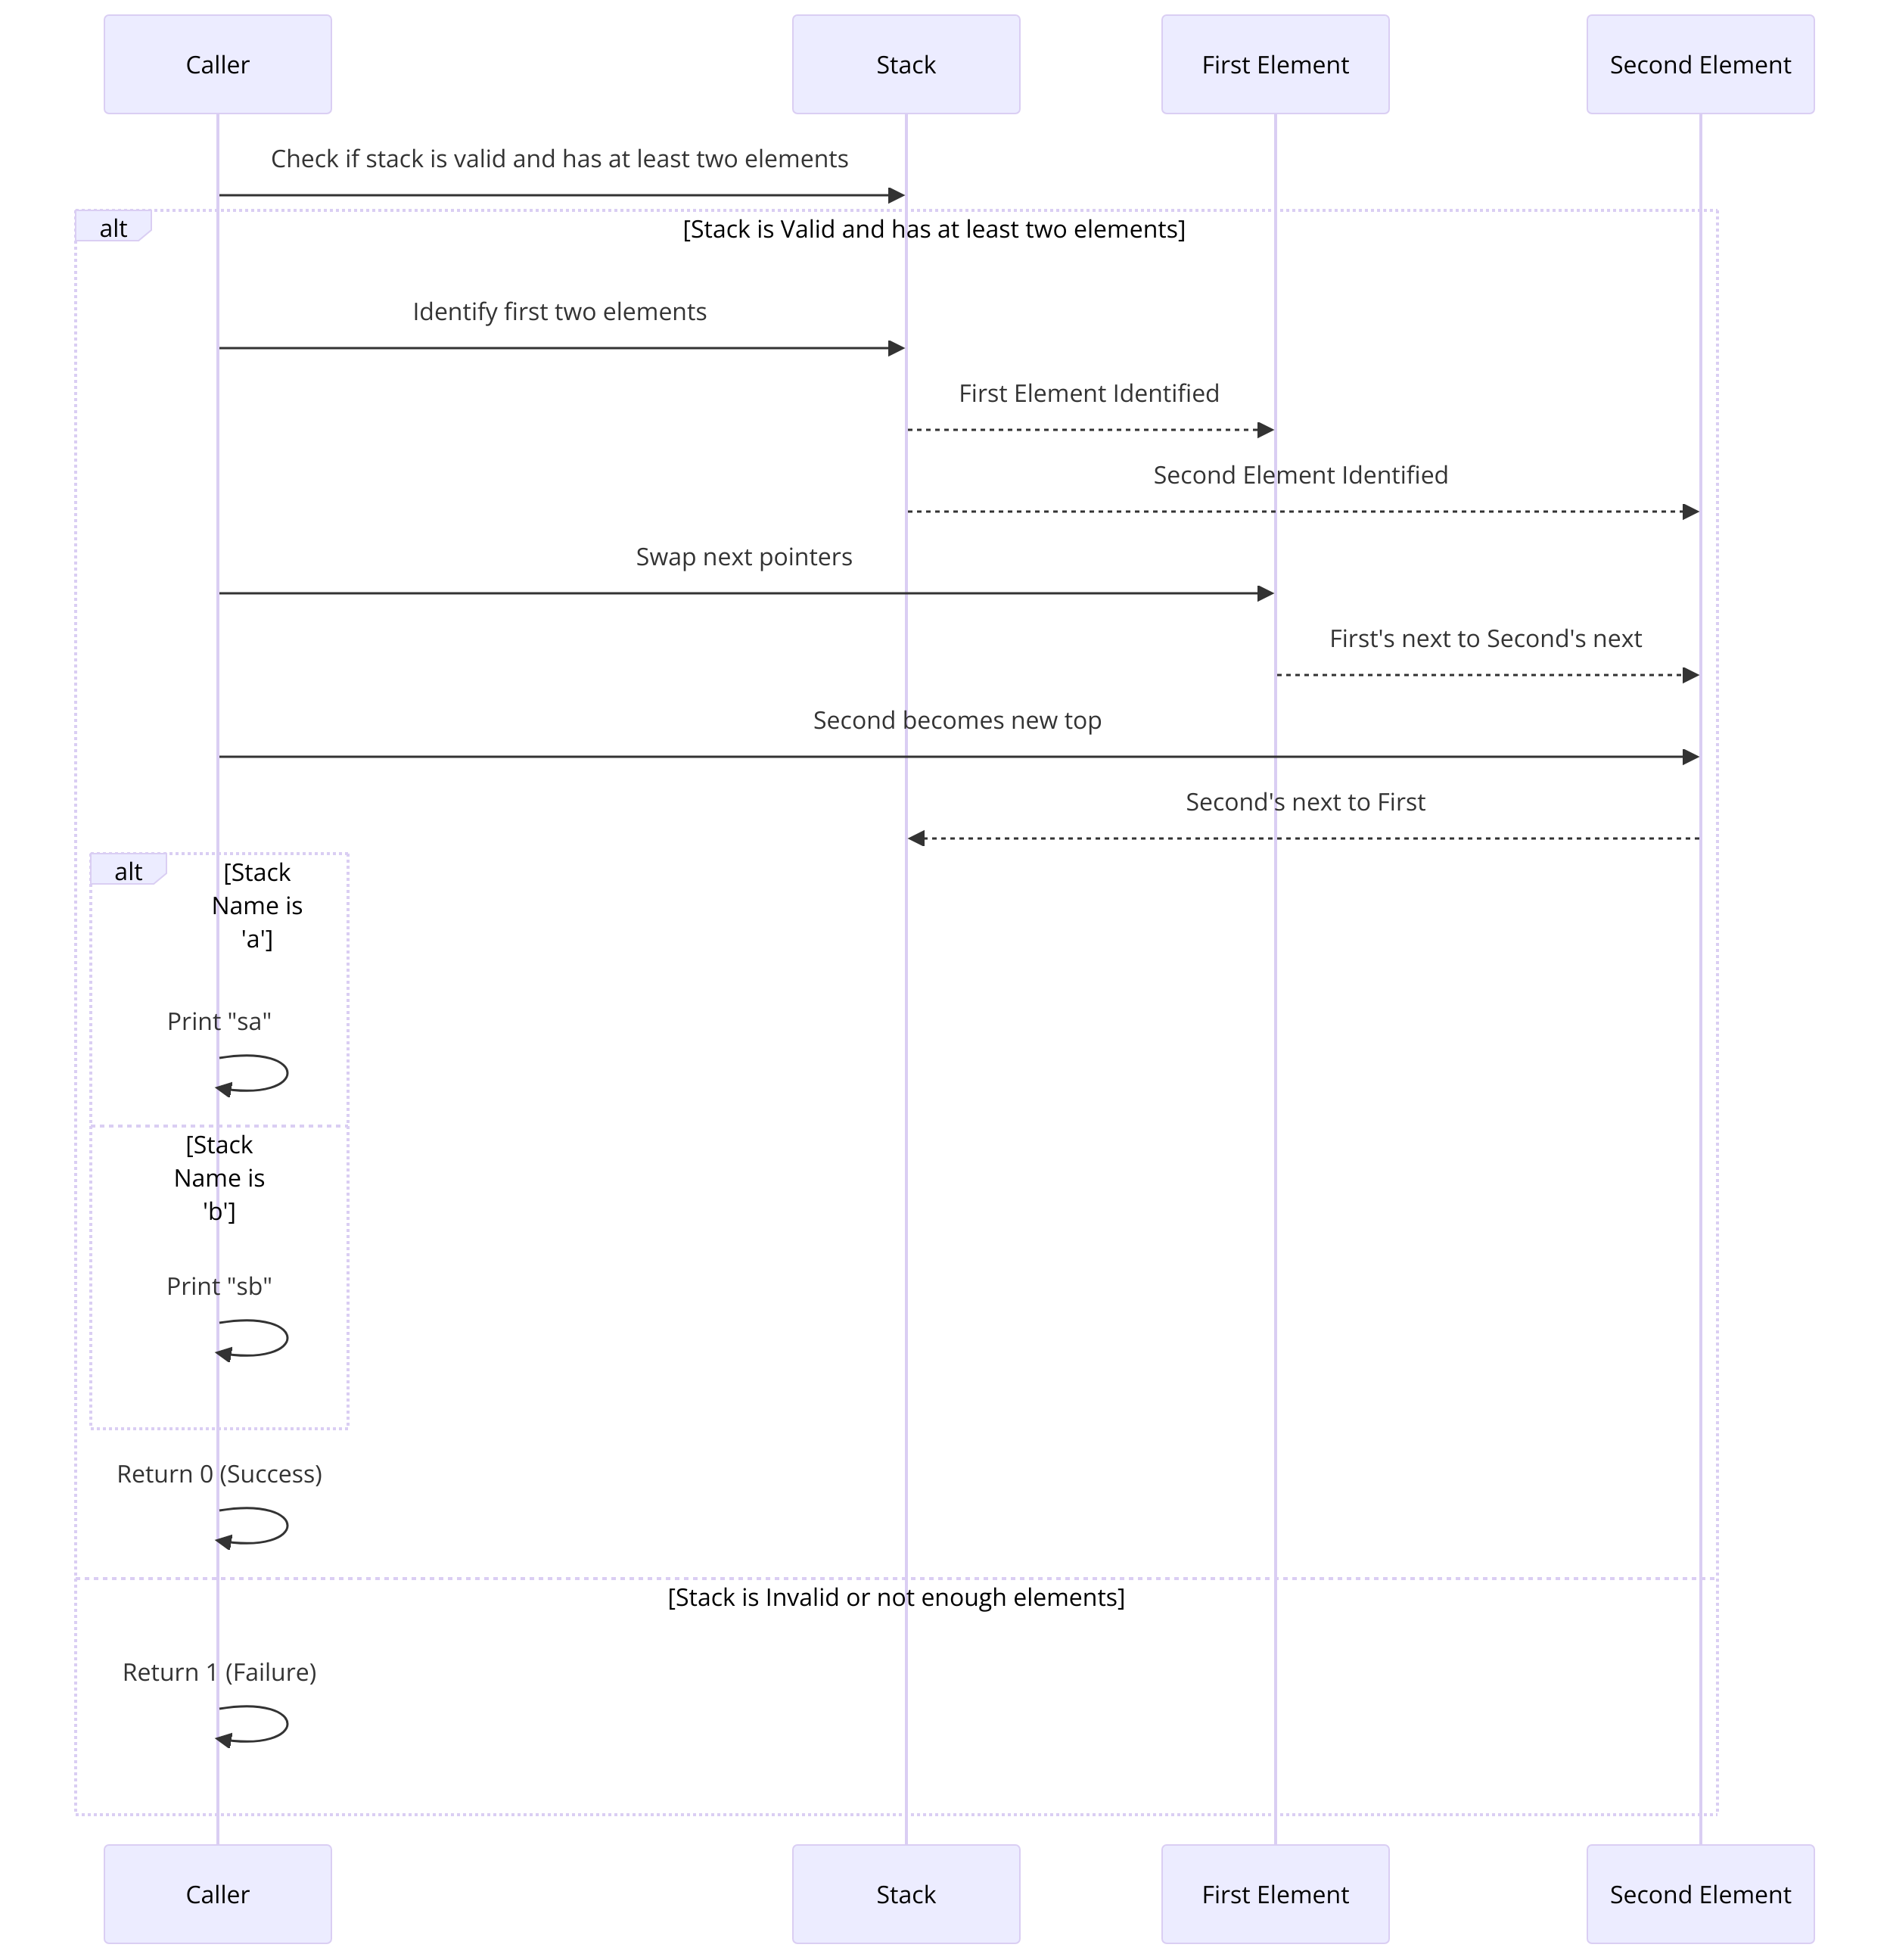 Caller
Stack
First Element
Second Element
Check if stack is valid and has at least two elements
alt
[Stack is Valid and has at least two elements]
Identify first two elements
First Element Identified
Second Element Identified
Swap next pointers
First's next to Second's next
Second becomes new top
Second's next to First
alt
[Stack
Name is
'a']
Print "sa"
[Stack
Name is
'b']
Print "sb"
Return 0 (Success)
[Stack is Invalid or not enough elements]
Return 1 (Failure)
Caller
Stack
First Element
Second Element